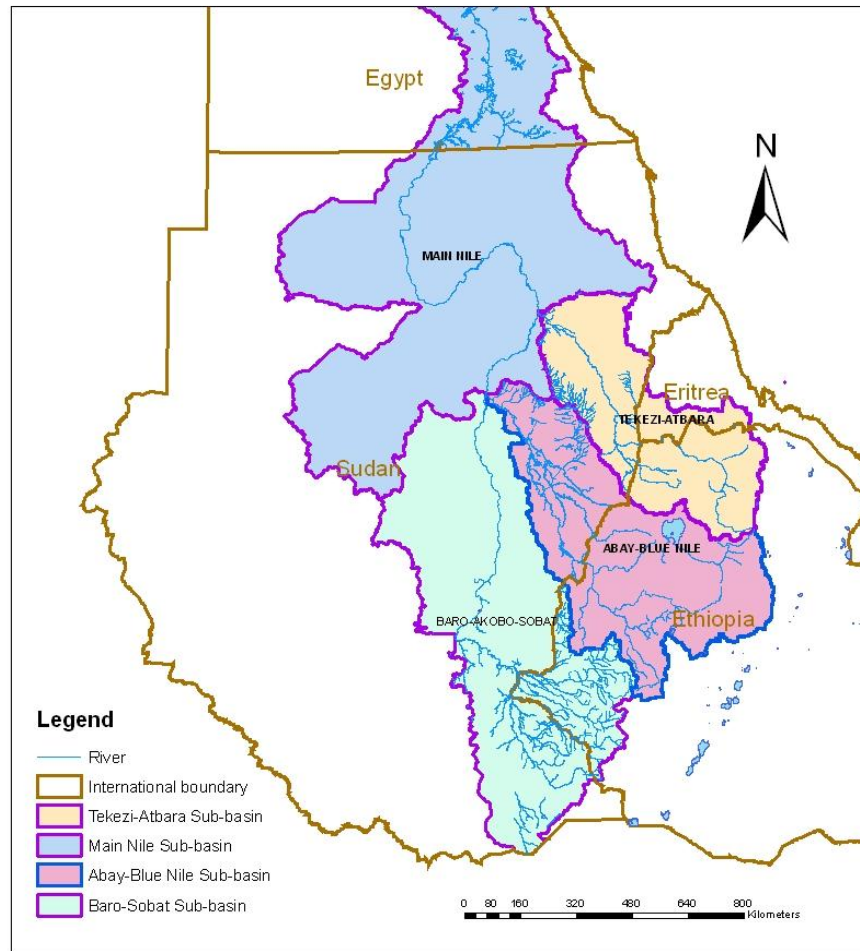 Egypt
N
MAIN NILE
Eritrea
TEKEZI-ATBARA
Sudan
ABAY-BLUE NILE
BARO-AKOBO-SOBAT
Ethiopia
Legend
River
International boundary
Tekezi-Atbara Sub-basin
Main Nile Sub-basin
Abay-Blue Nile Sub-basin
Baro-Sobat Sub-basin
0 80 160 320 480 640 800
Kilometers